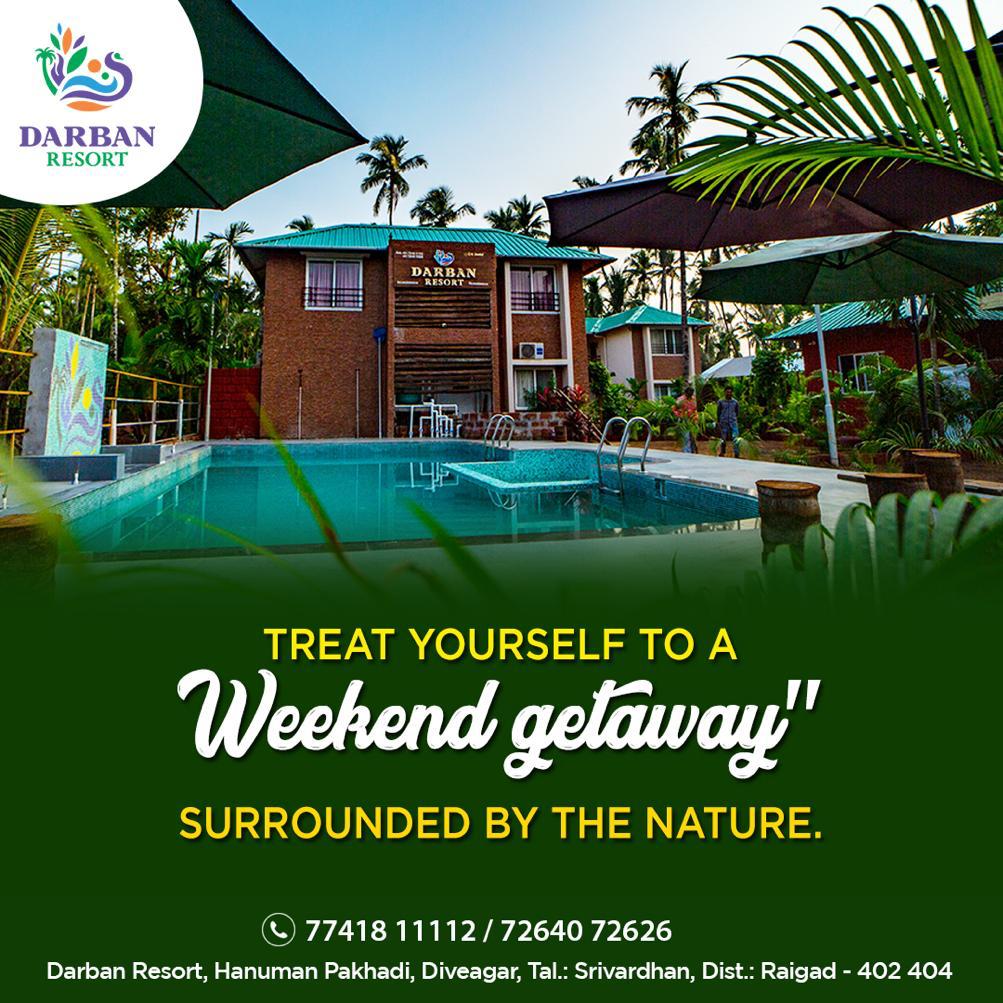 DARBAN
RESORT
DARBAN
RESORT
TREAT YOURSELF TO A
Weekend getaway"
SURROUNDED BY THE NATURE.
77418 11112 / 72640 72626
Darban Resort, Hanuman Pakhadi, Diveagar, Tal.: Srivardhan, Dist.: Raigad - 402 404